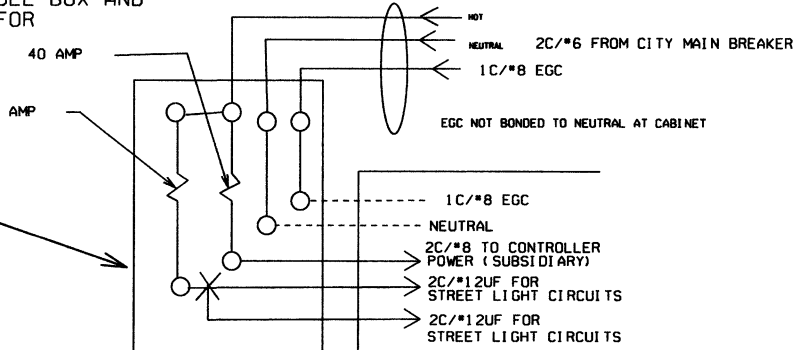 BOX AND
FOR
HOT
NEUTRAL 2C/#6 FROM CITY MAIN BREAKER
40 AMP
1C/#8 EGC
AMP
EGC NOT BONDED TO NEUTRAL AT CABINET
1C/#8 EGC
NEUTRAL
2C/#8 TO CONTROLLER
POWER (SUBSIDIARY)
2C/#12UF FOR
STREET LIGHT CIRCUITS
2C/#12UF FOR
STREET LIGHT CIRCUITS